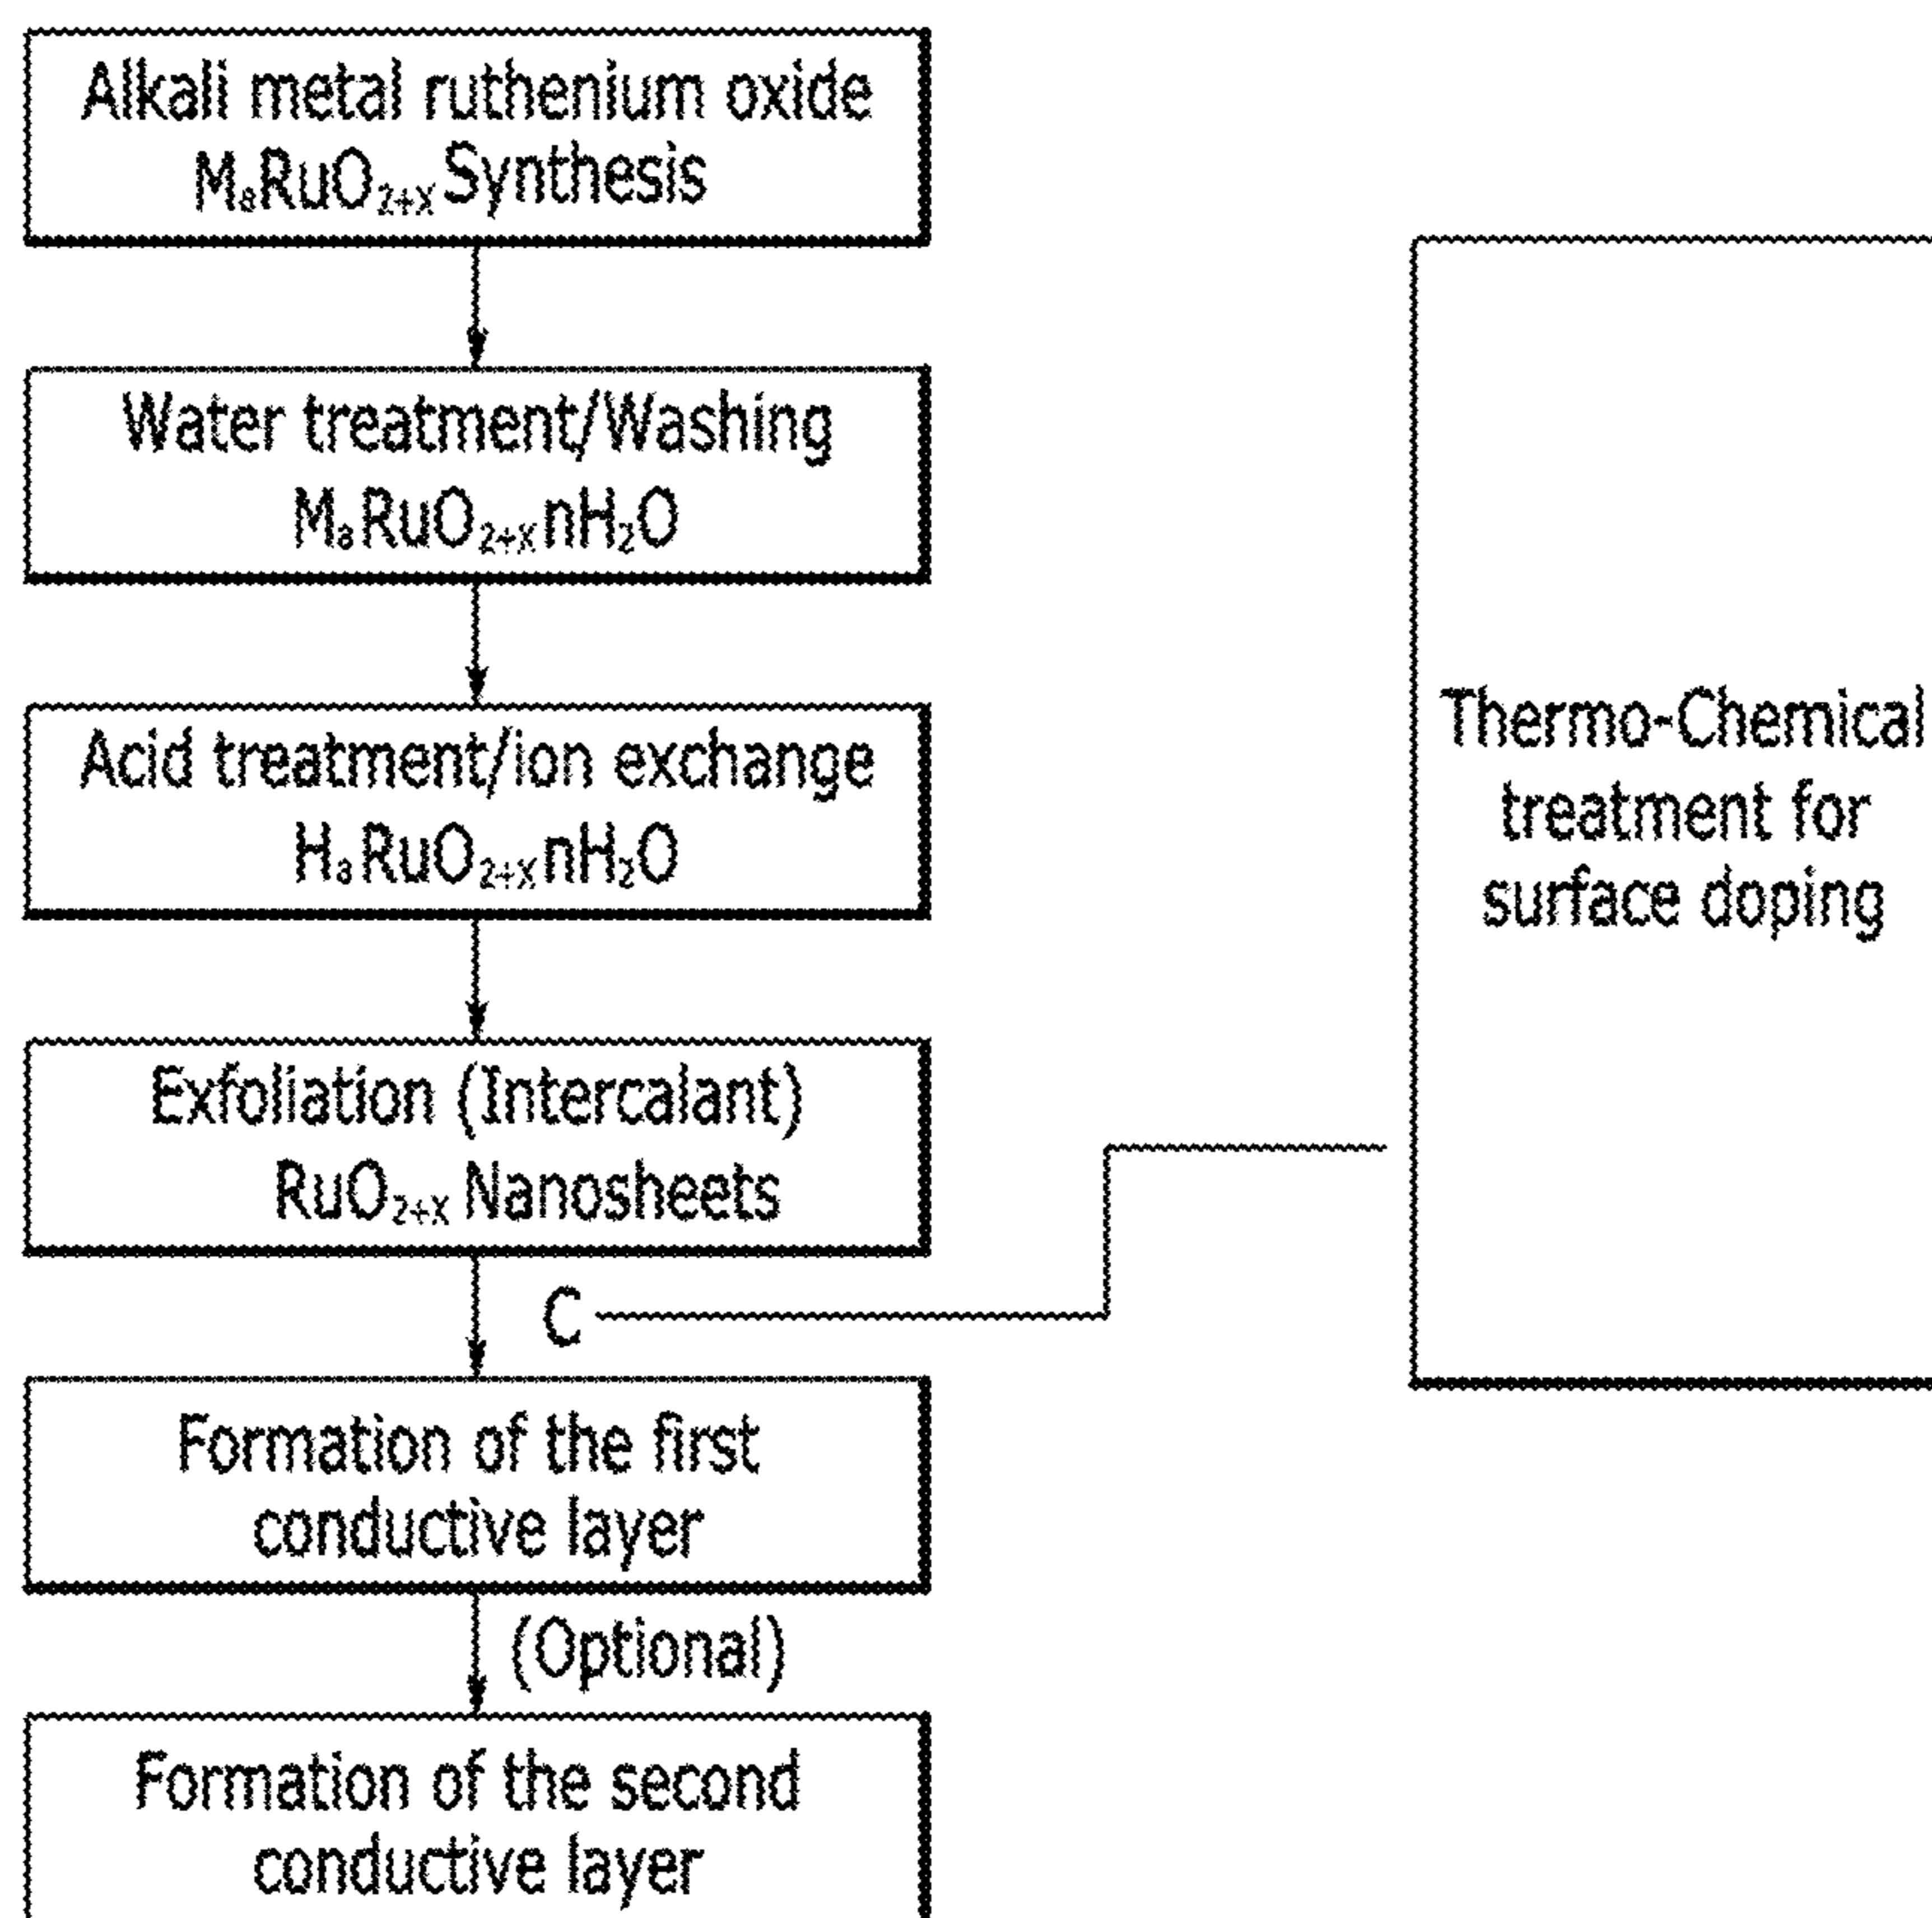 Alkali metal ruthenium oxide
MₐRuO₂₊ₓ Synthesis
Water treatment/Washing
MₐRuO₂₊ₓnH₂O
Acid treatment/ion exchange
HₐRuO₂₊ₓnH₂O
Exfoliation (Intercalant)
RuO₂₊ₓ Nanosheets
C
Formation of the first
conductive layer
(Optional)
Formation of the second
conductive layer
Thermo-Chemical
treatment for
surface doping